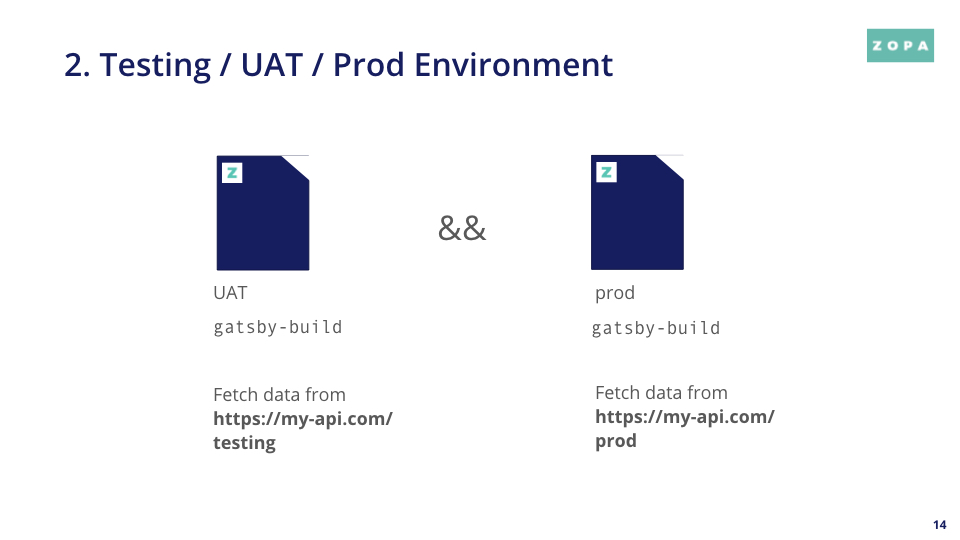 2. Testing / UAT / Prod Environment
ZOPA
Z
Z
&&
UAT
gatsby-build
Fetch data from
https://my-api.com/
testing
prod
gatsby-build
Fetch data from
https://my-api.com/
prod
14